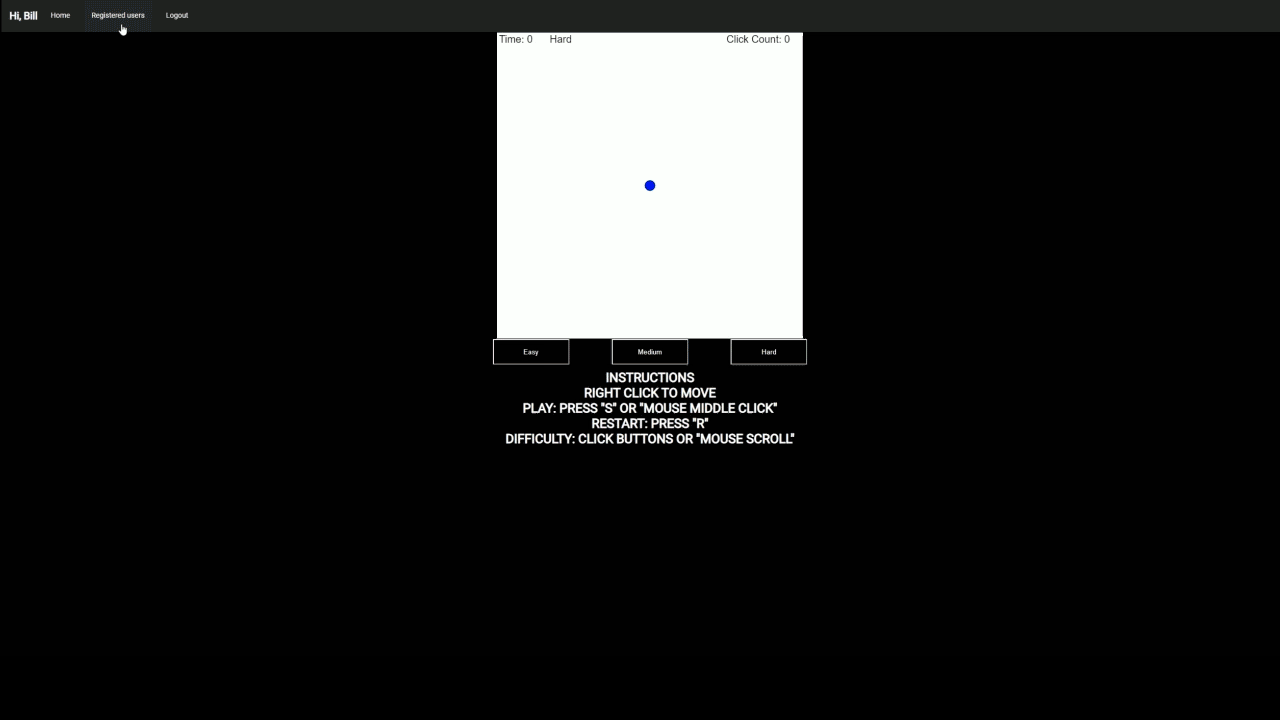 Hi, Bill Home Registered users Logout
Time: 0 Hard Click Count: 0
Easy Medium Hard
INSTRUCTIONS
RIGHT CLICK TO MOVE
PLAY: PRESS "S" OR "MOUSE MIDDLE CLICK"
RESTART: PRESS "R"
DIFFICULTY: CLICK BUTTONS OR "MOUSE SCROLL"